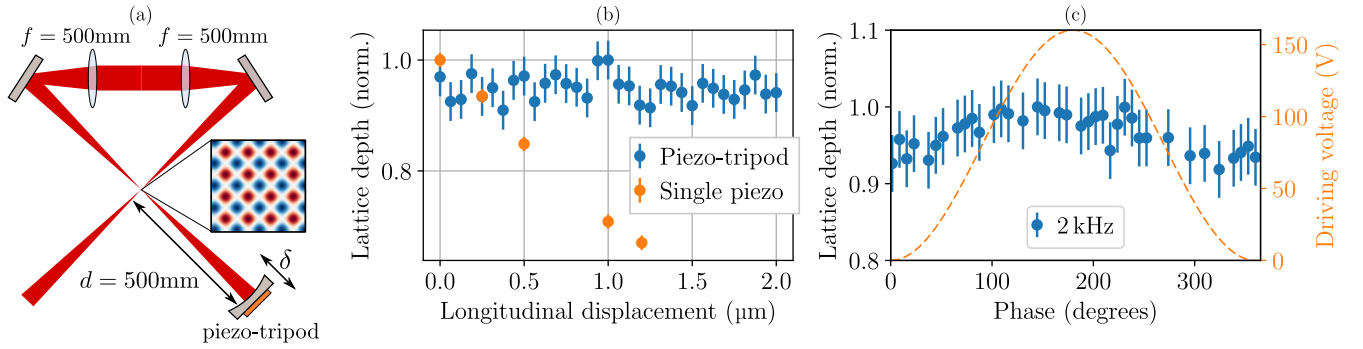 (a)
f = 500mm
f = 500mm
d = 500mm
δ
piezo-tripod
(b)
Lattice depth (norm.)
1.0
0.8
0.0
0.5
1.0
1.5
2.0
Longitudinal displacement (µm)
Piezo-tripod
Single piezo
(c)
Lattice depth (norm.)
1.1
1.0
0.9
0.8
0
100
200
300
Phase (degrees)
2 kHz
150
100
50
0
Driving voltage (V)